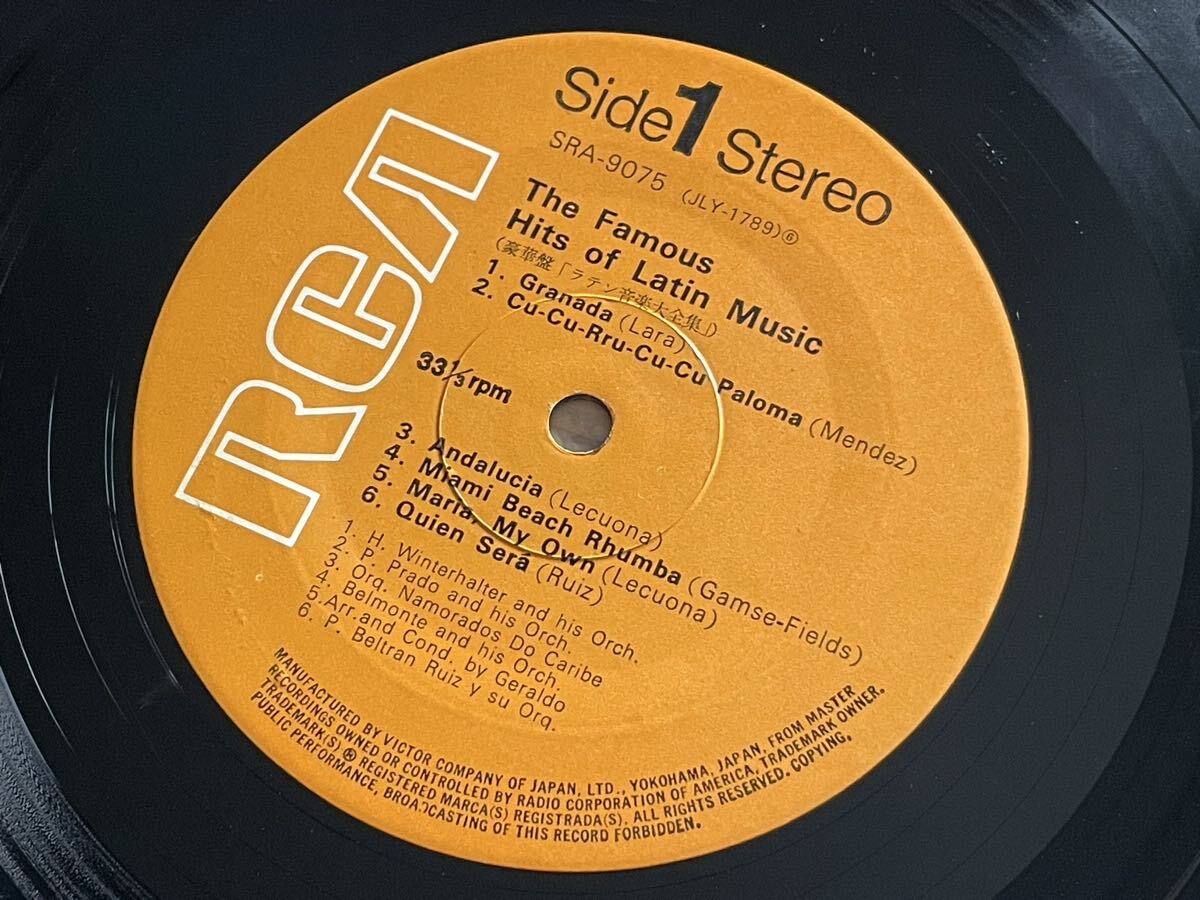 RCA
Side 1 Stereo
SRA-9075 (JLY-1789)⑥
The Famous
Hits of Latin Music
(豪華盤「ラテン音楽大全集」)
1. Granada (Lara)
2. Cu-Cu-Rru-Cu-Cu Paloma (Mendez)
33⅓ rpm
3. Andalucia (Lecuona)
4. Miami Beach Rhumba (Gamse-Fields)
5. Maria, My Own (Lecuona)
6. Quien Será (Ruiz)
1. H. Winterhalter and his Orch.
2. P. Prado and his Orch.
3. Orq. Namorados Do Caribe
4. Belmonte and his Orch.
5. Arr. and Cond. by Geraldo
6. P. Beltran Ruiz y su Orq.
MANUFACTURED BY VICTOR COMPANY OF JAPAN, LTD., YOKOHAMA, JAPAN, FROM MASTER
RECORDINGS OWNED OR CONTROLLED BY RADIO CORPORATION OF AMERICA, TRADEMARK OWNER.
TRADEMARK(S) ® REGISTERED MARCA(S) REGISTRADA(S). ALL RIGHTS RESERVED. COPYING,
PUBLIC PERFORMANCE, BROADCASTING OF THIS RECORD FORBIDDEN.